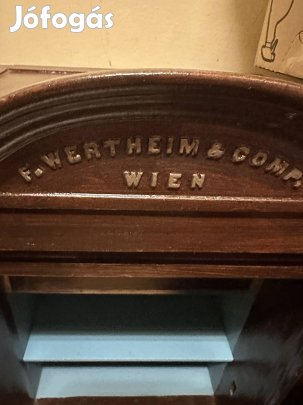 Jófogás
F. WERTHEIM & COMP.
WIEN